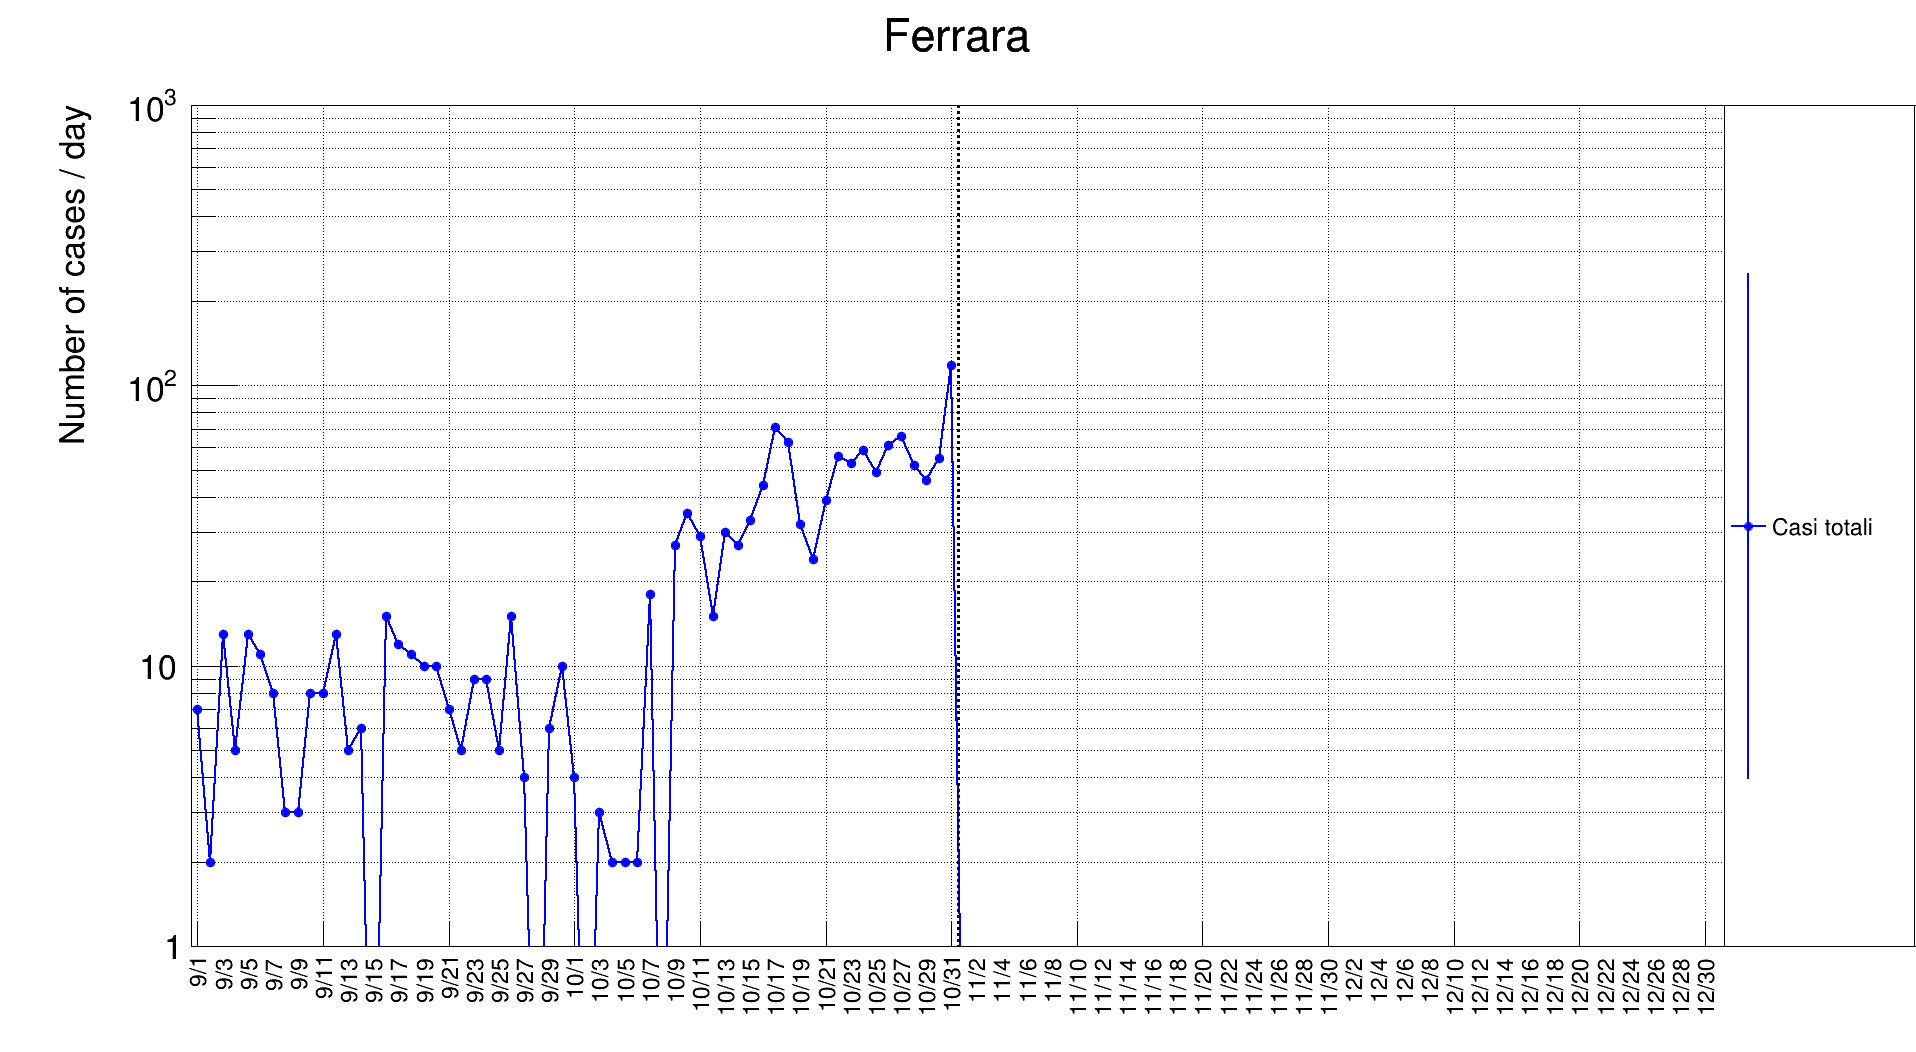 Ferrara
Number of cases / day
10³
10²
10
1
9/1 9/3 9/5 9/7 9/9 9/11 9/13 9/15 9/17 9/19 9/21 9/23 9/25 9/27 9/29 10/1 10/3 10/5 10/7 10/9 10/11 10/13 10/15 10/17 10/19 10/21 10/23 10/25 10/27 10/29 10/31 11/2 11/4 11/6 11/8 11/10 11/12 11/14 11/16 11/18 11/20 11/22 11/24 11/26 11/28 11/30 12/2 12/4 12/6 12/8 12/10 12/12 12/14 12/16 12/18 12/20 12/22 12/24 12/26 12/28 12/30
Casi totali